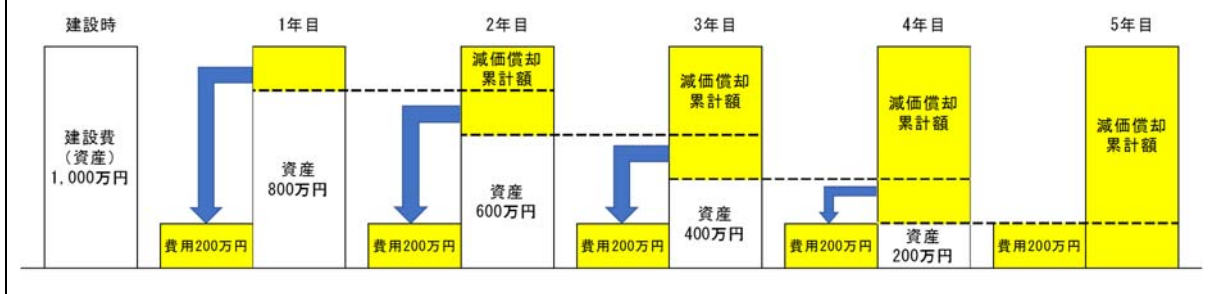 建設時
1年目
2年目
3年目
4年目
5年目
建設費
(資産)
1,000万円
費用200万円
資産
800万円
費用200万円
減価償却
累計額
資産
600万円
費用200万円
減価償却
累計額
資産
400万円
費用200万円
減価償却
累計額
資産
200万円
費用200万円
減価償却
累計額